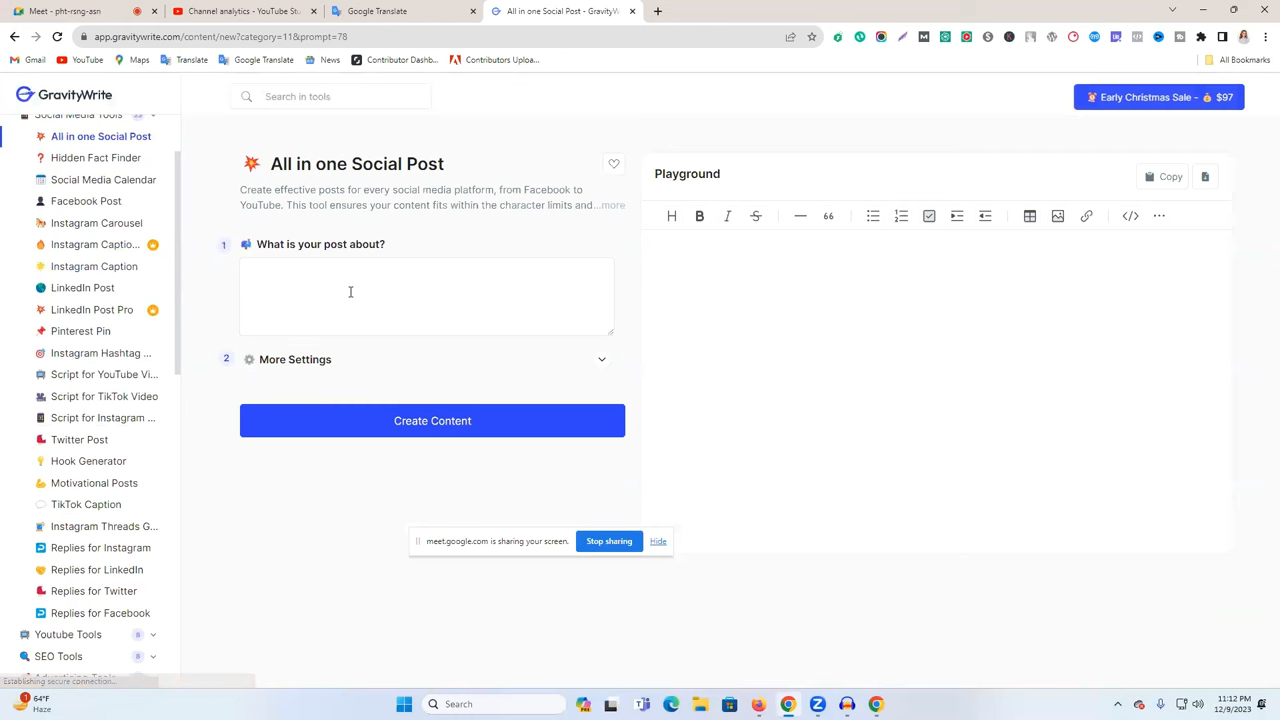 Meet - pht-rsng-asn
Channel analytics - YouTube Stu
Google Translate
All in one Social Post - GravityW
app.gravitywrite.com/content/new?category=11&prompt=78
Gmail
YouTube
Maps
Translate
Google Translate
News
Contributor Dashb...
Contributors Uploa...
All Bookmarks
GravityWrite
Search in tools
Early Christmas Sale - $97
Social Media Tools
All in one Social Post
Hidden Fact Finder
Social Media Calendar
Facebook Post
Instagram Carousel
Instagram Captio...
Instagram Caption
LinkedIn Post
LinkedIn Post Pro
Pinterest Pin
Instagram Hashtag ...
Script for YouTube Vi...
Script for TikTok Video
Script for Instagram ...
Twitter Post
Hook Generator
Motivational Posts
TikTok Caption
Instagram Threads G...
Replies for Instagram
Replies for LinkedIn
Replies for Twitter
Replies for Facebook
Youtube Tools 8
SEO Tools 8
Establishing secure connection...
All in one Social Post
Create effective posts for every social media platform, from Facebook to
YouTube. This tool ensures your content fits within the character limits and...more
1 What is your post about?
2 More Settings
Create Content
Playground
Copy
H B I S 66
meet.google.com is sharing your screen.
Stop sharing
Hide
1
64°F
Haze
Search
11:12 PM
12/9/2023